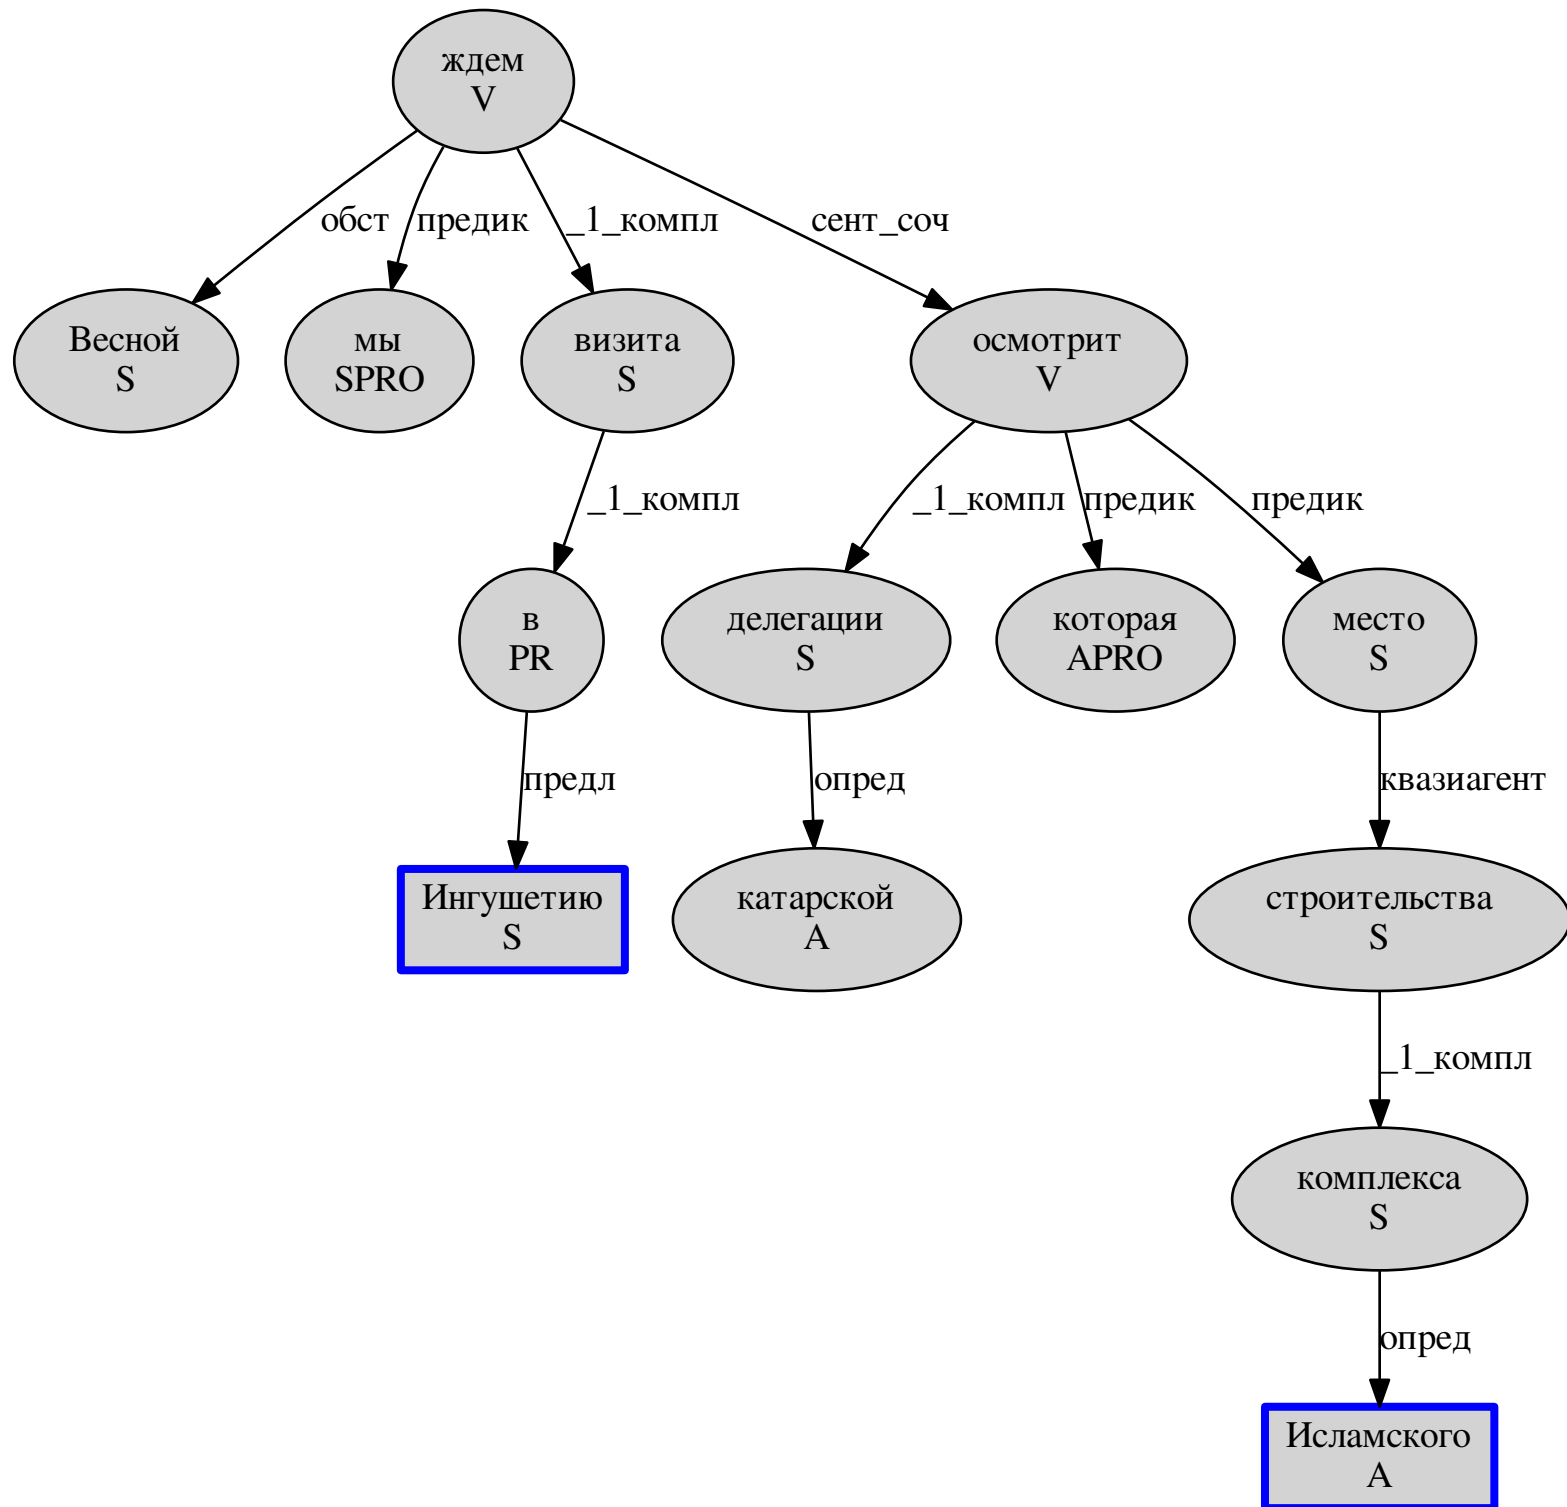 ждем
V
обст
предик
_1_компл
сент_соч
Весной
S
мы
SPRO
визита
S
осмотрит
V
_1_компл
_1_компл
предик
предик
в
PR
делегации
S
которая
APRO
место
S
предл
опред
квазиагент
Ингушетию
S
катарской
A
строительства
S
_1_компл
комплекса
S
опред
Исламского
A